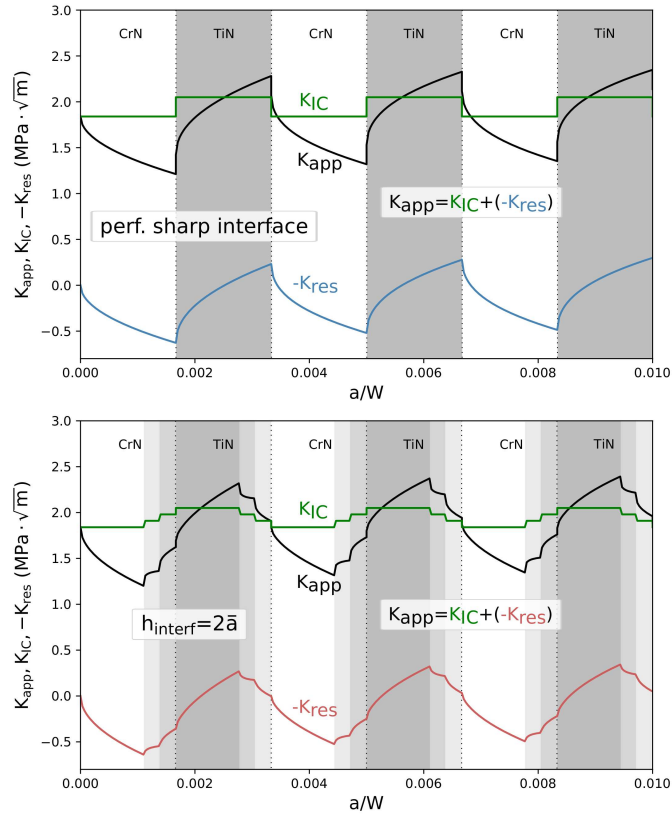 K_app, K_IC, −K_res (MPa · √m)
3.0
2.5
2.0
1.5
1.0
0.5
0.0
−0.5
CrN TiN CrN TiN CrN TiN
K_IC
K_app
K_app=K_IC+(-K_res)
perf. sharp interface
-K_res
0.000 0.002 0.004 0.006 0.008 0.010
a/W
K_app, K_IC, −K_res (MPa · √m)
3.0
2.5
2.0
1.5
1.0
0.5
0.0
−0.5
CrN TiN CrN TiN CrN TiN
K_IC
K_app
h_interf=2ā
K_app=K_IC+(-K_res)
-K_res
0.000 0.002 0.004 0.006 0.008 0.010
a/W